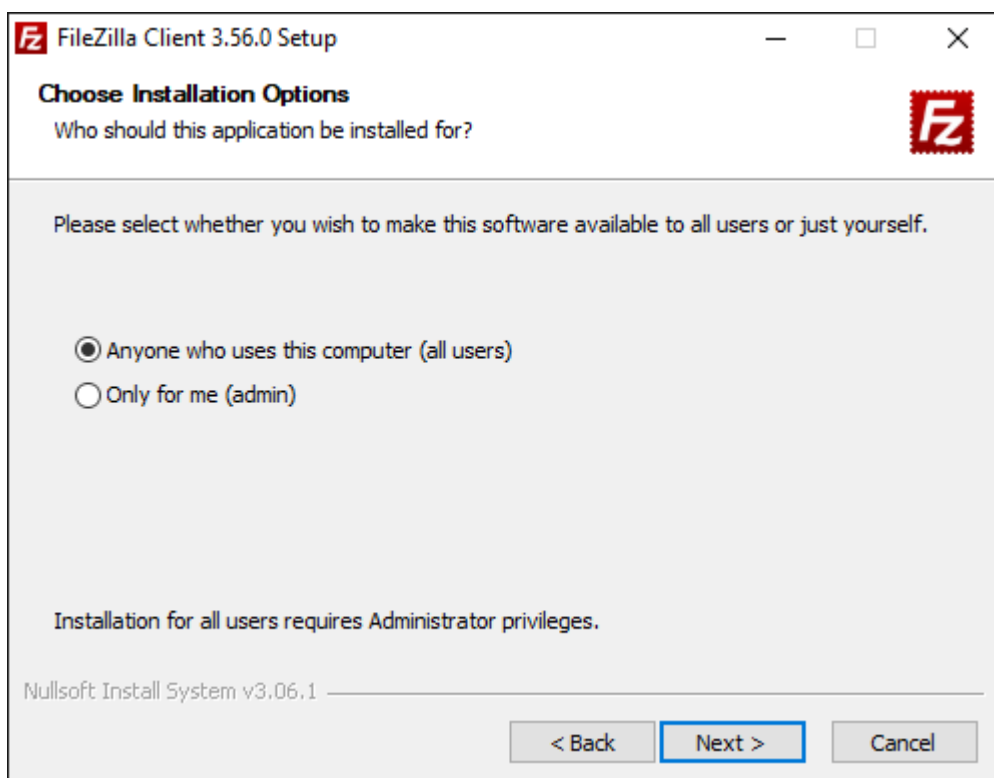 FileZilla Client 3.56.0 Setup
Choose Installation Options
Who should this application be installed for?
Fz
Please select whether you wish to make this software available to all users or just yourself.
Anyone who uses this computer (all users)
Only for me (admin)
Installation for all users requires Administrator privileges.
Nullsoft Install System v3.06.1
< Back
Next >
Cancel